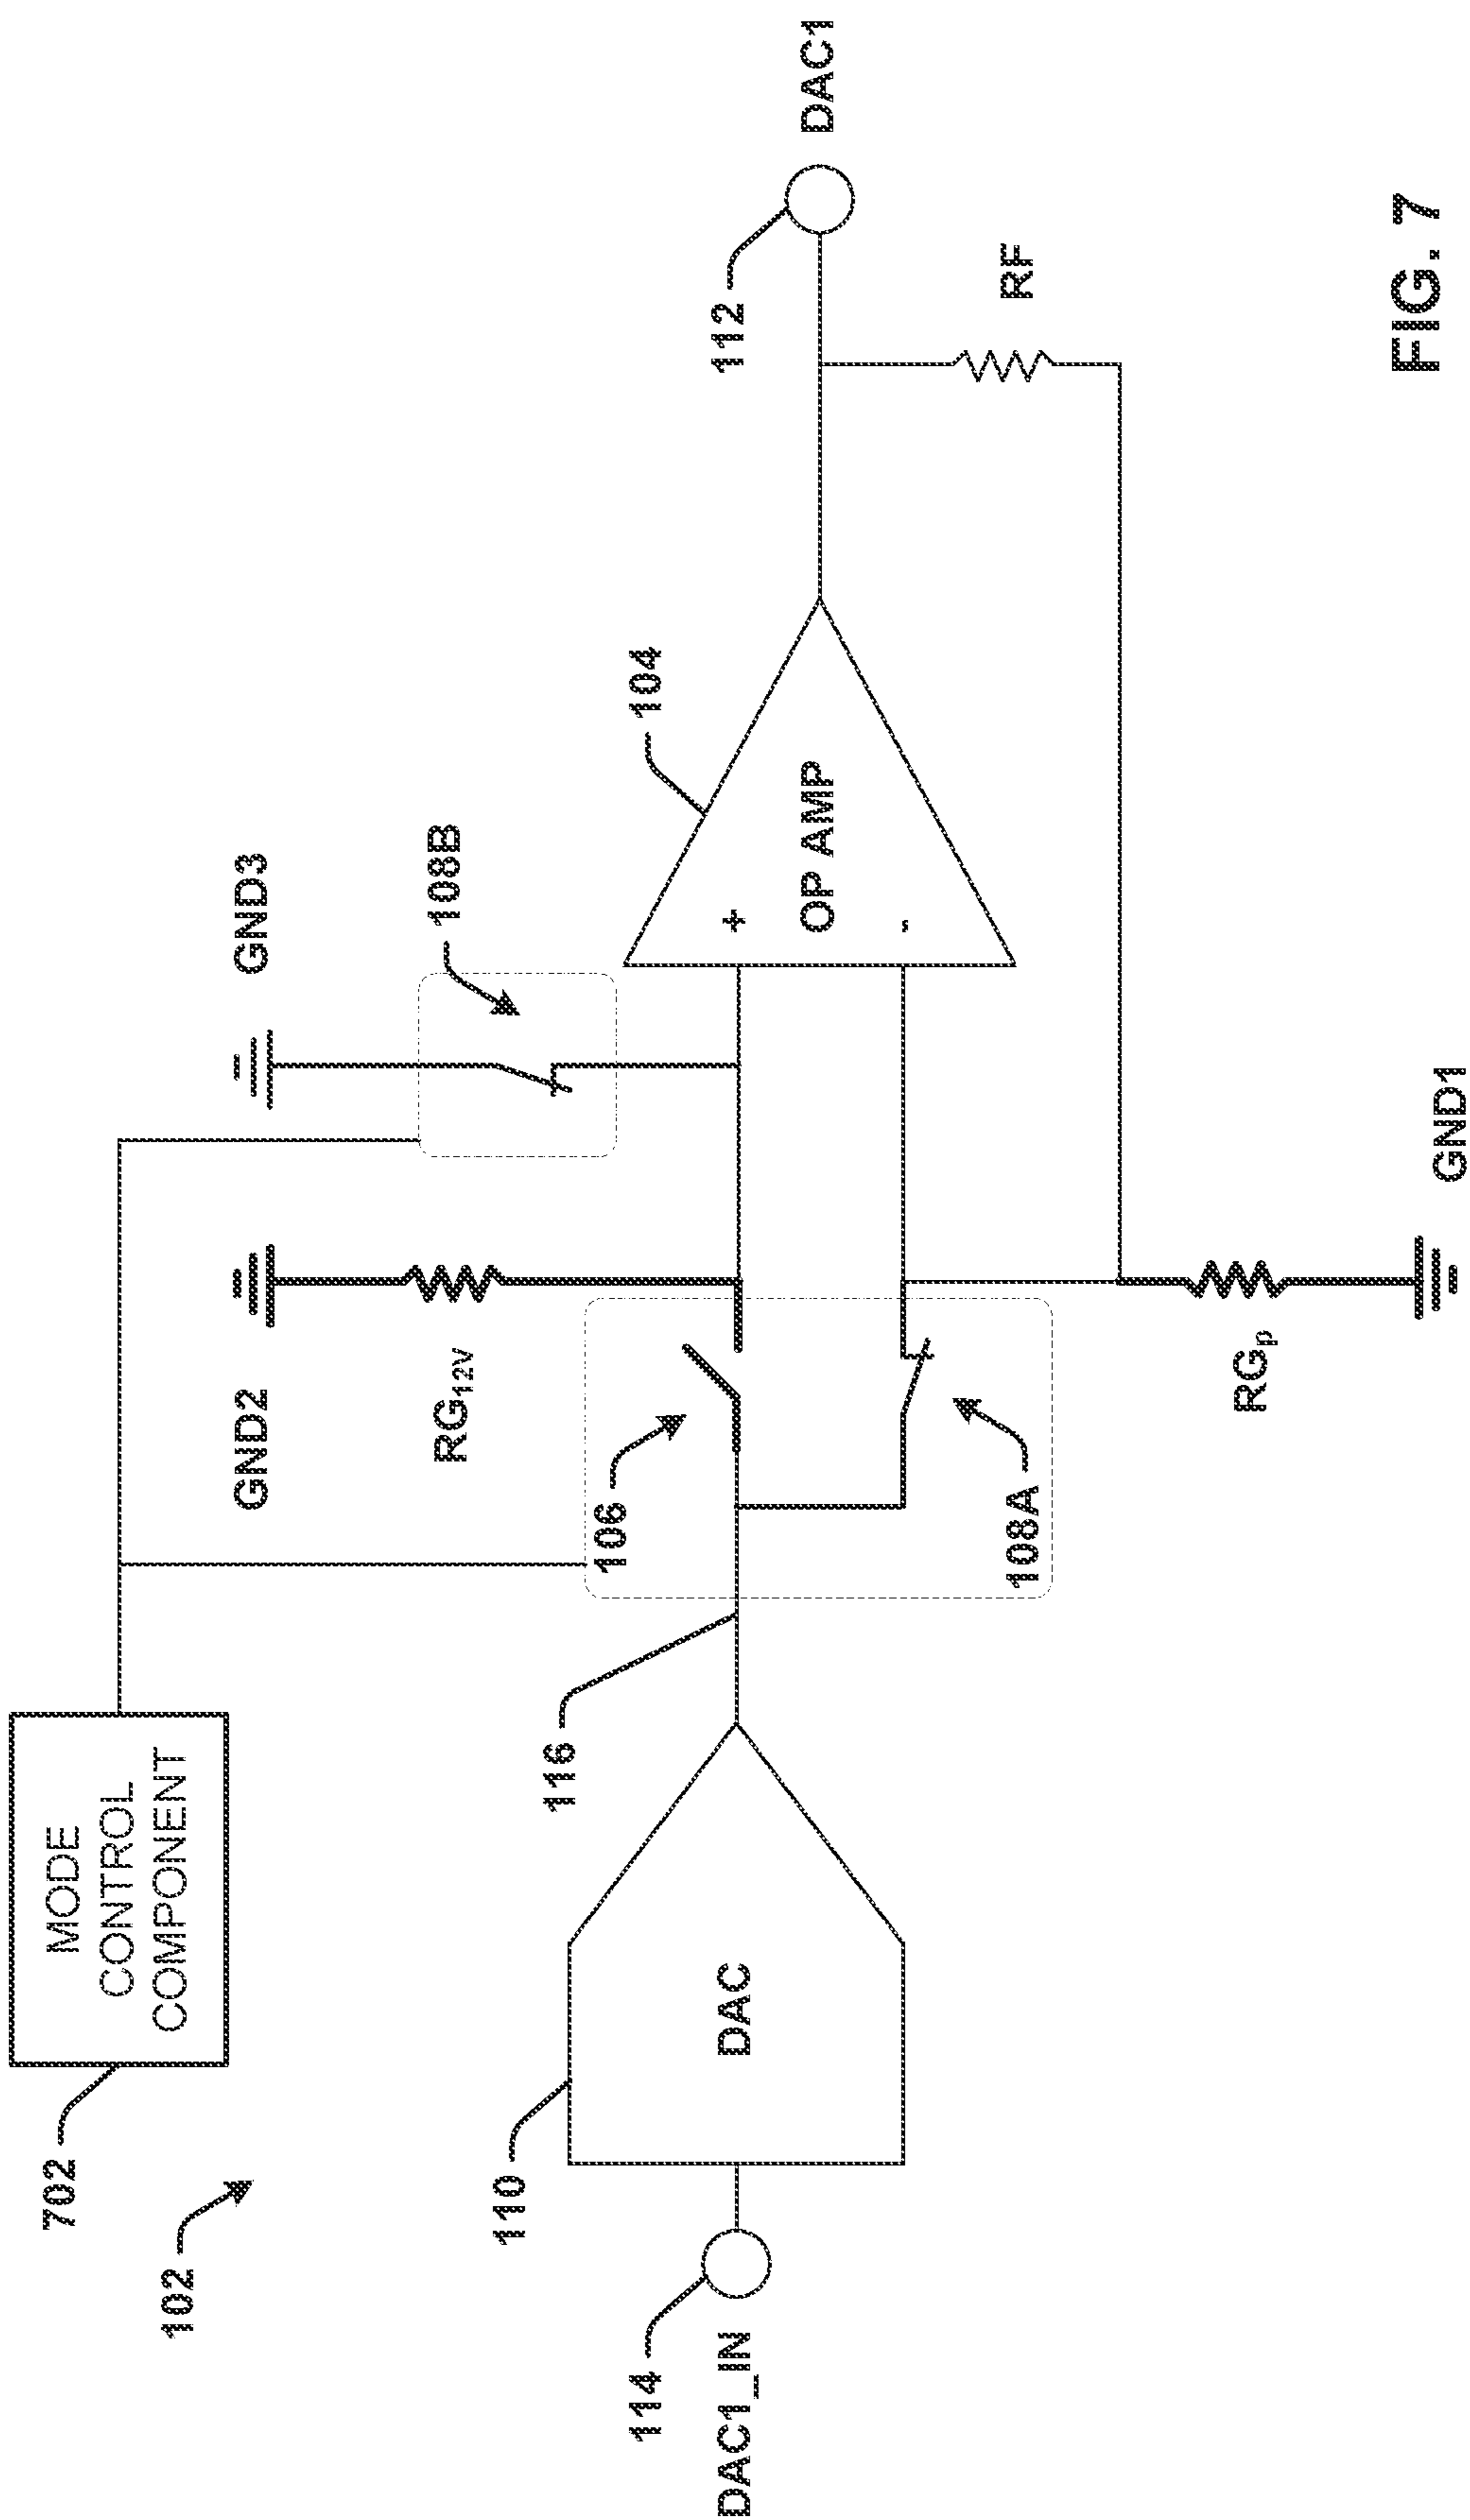 702
MODE
CONTROL
COMPONENT
102
GND2
GND3
RG12V
108B
104
112
106
116
110
114
DAC1_IN
DAC
+
OP AMP
-
DAC1
108A
RF
RGp
GND1
FIG. 7